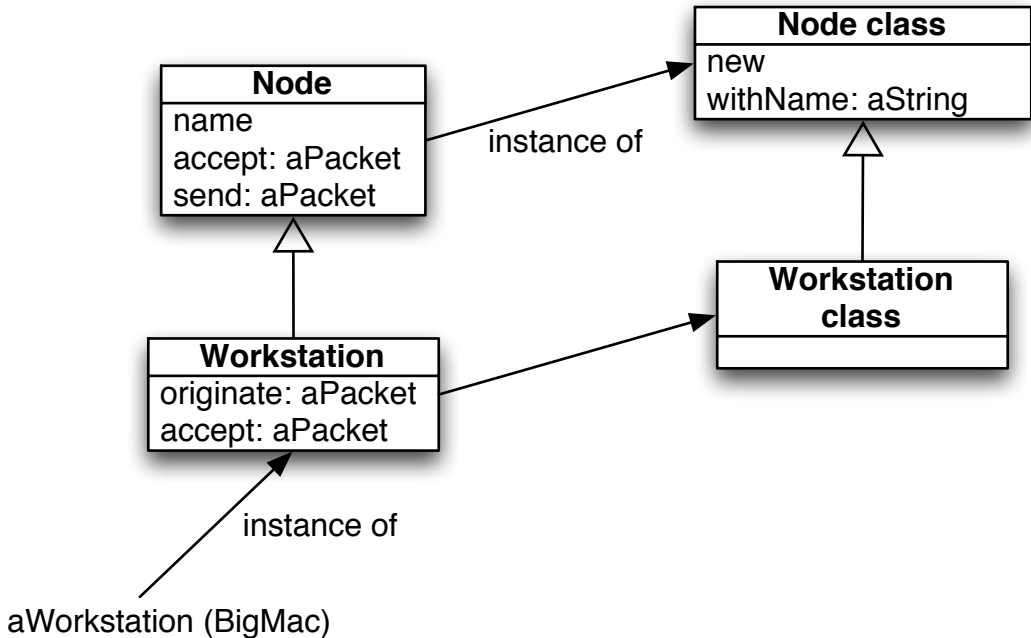 Node class
new
withName: aString
Node
name
accept: aPacket
send: aPacket
instance of
Workstation
class
Workstation
originate: aPacket
accept: aPacket
instance of
aWorkstation (BigMac)